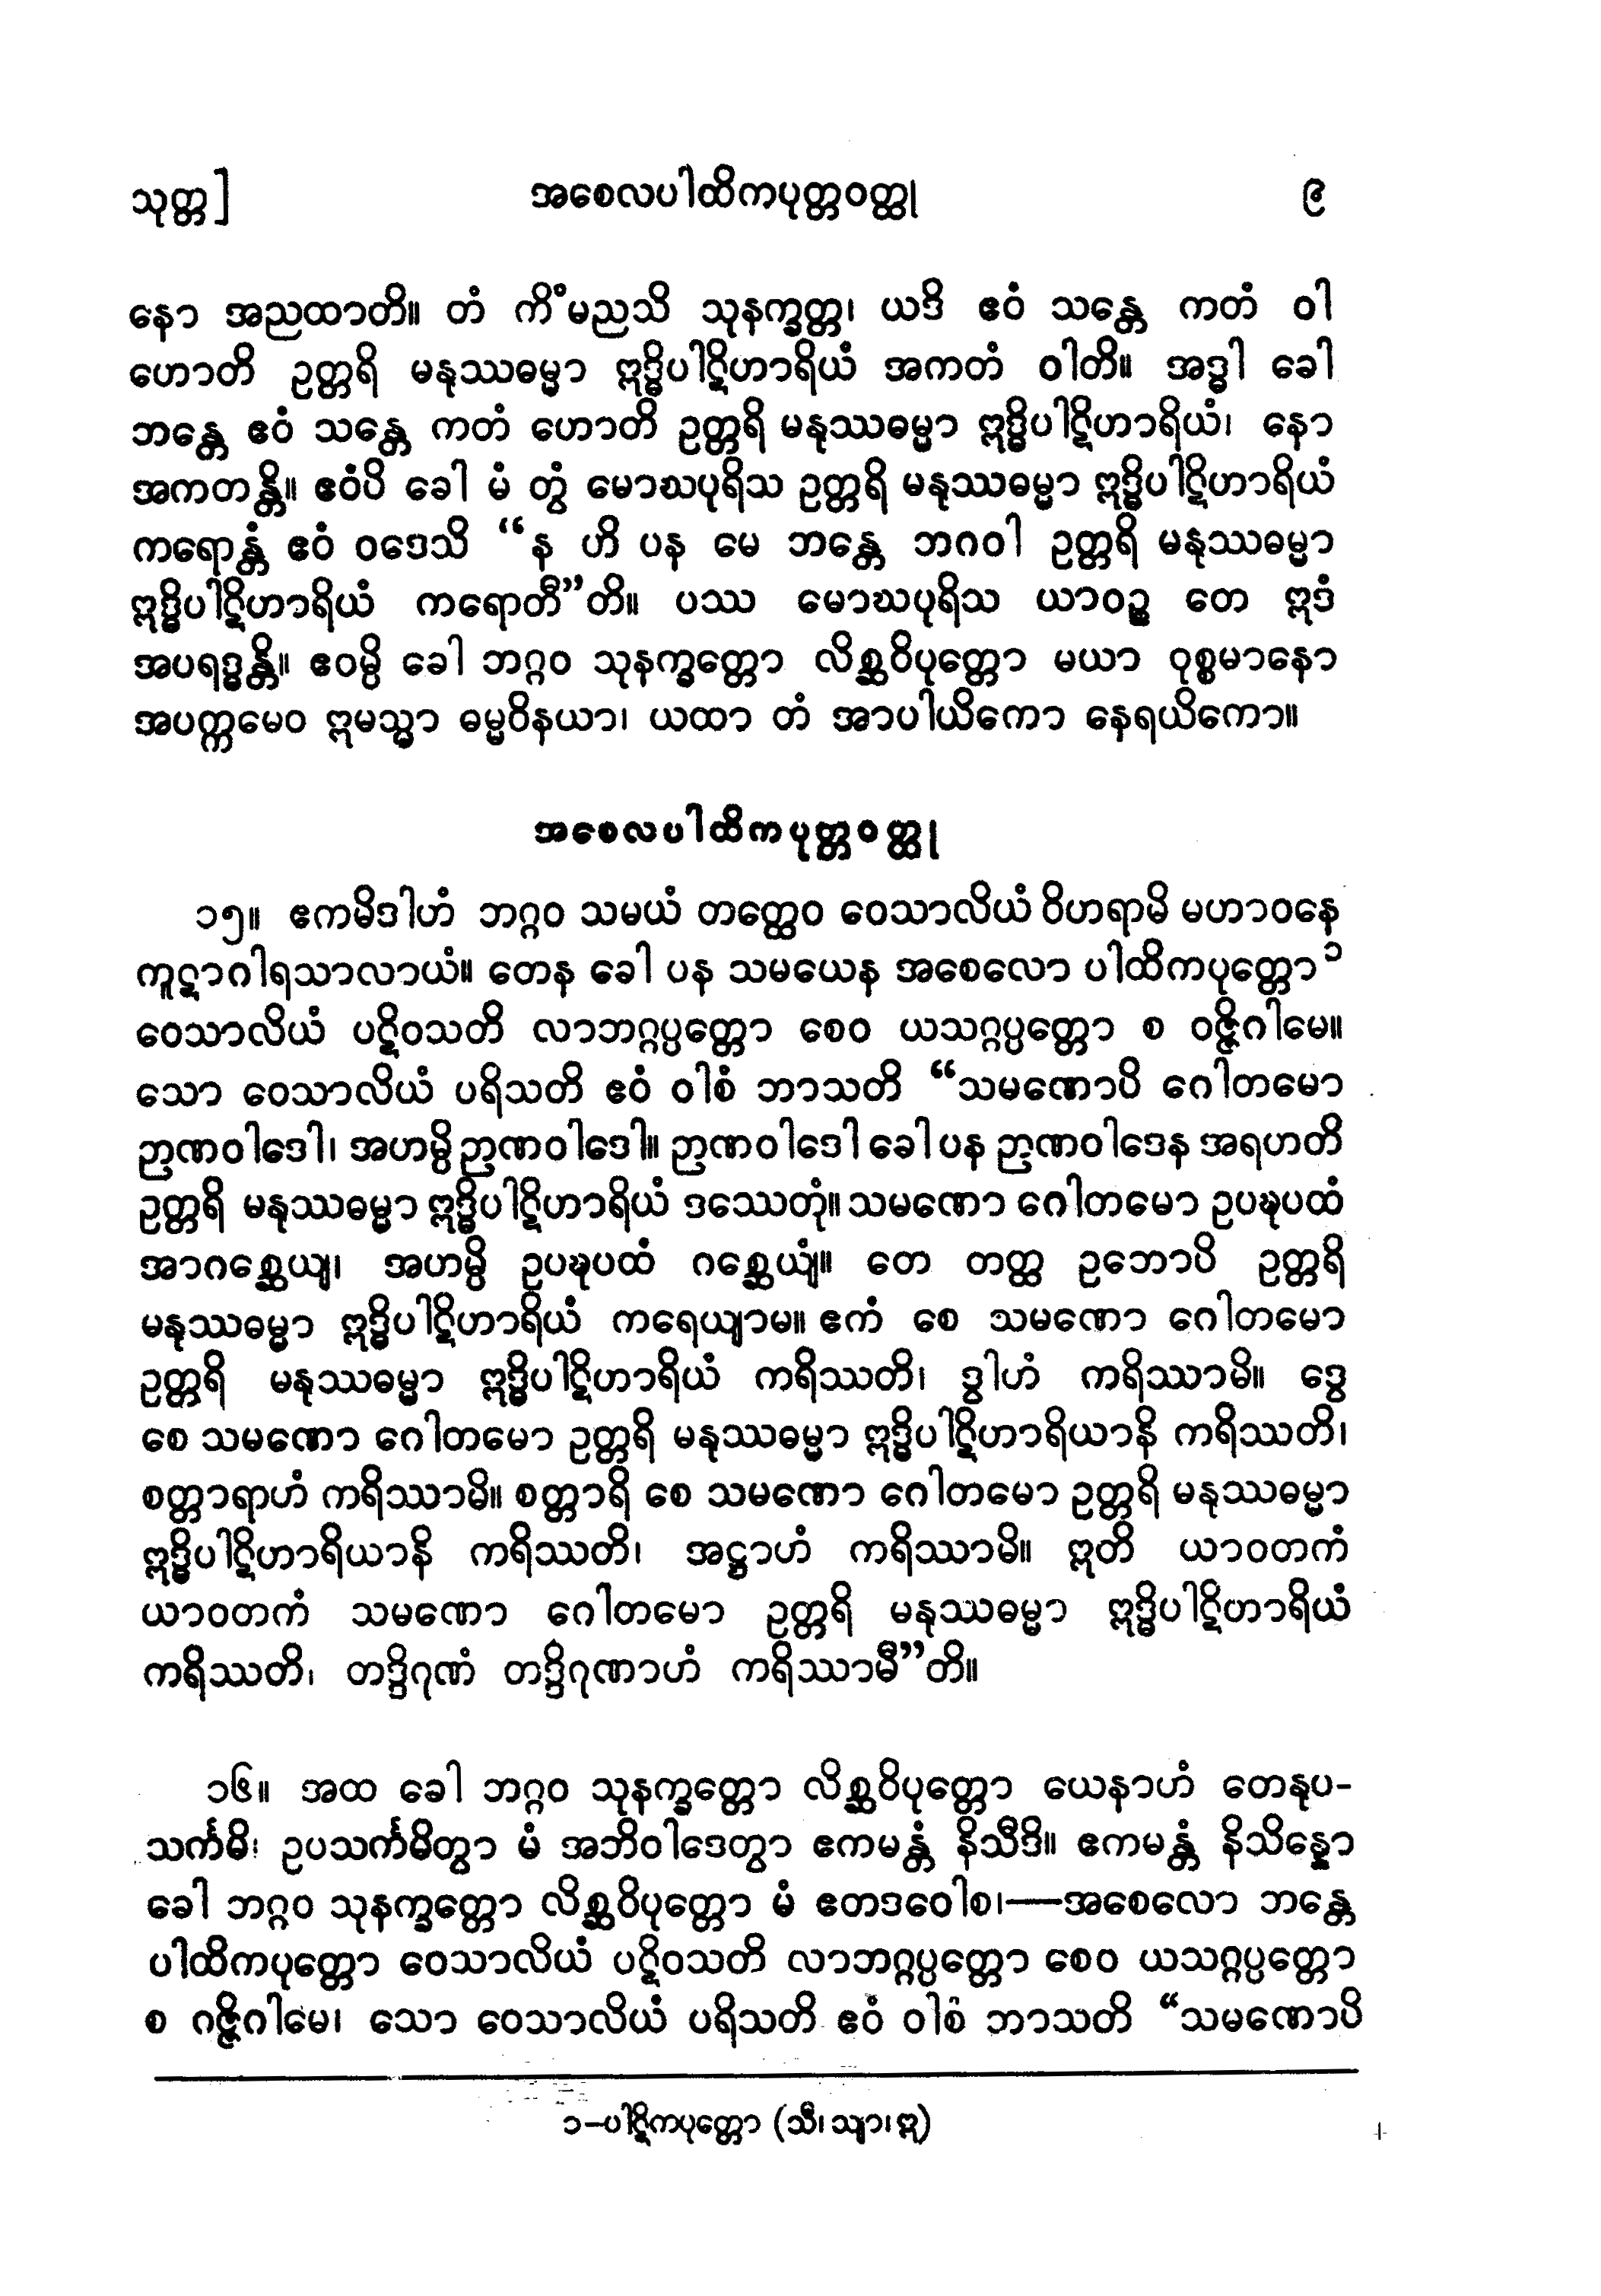 သုတ္တ] အစေလပါထိကပုတ္တဝတ္ထု ၉
နော အညထာတိ။ တံ ကိံမညသိ သုနက္ခတ္တ၊ ယဒိ ဧဝံ သန္တေ ကတံ ဝါ
ဟောတိ ဥတ္တရိ မနုဿဓမ္မာ ဣဒ္ဓိပါဋိဟာရိယံ အကတံ ဝါတိ။ အဒ္ဓါ ခေါ
ဘန္တေ ဧဝံ သန္တေ ကတံ ဟောတိ ဥတ္တရိ မနုဿဓမ္မာ ဣဒ္ဓိပါဋိဟာရိယံ၊ နော
အကတန္တိ။ ဧဝံပိ ခေါ မံ တွံ မောဃပုရိသ ဥတ္တရိ မနုဿဓမ္မာ ဣဒ္ဓိပါဋိဟာရိယံ
ကရောန္တံ ဧဝံ ဝဒေသိ “န ဟိ ပန မေ ဘန္တေ ဘဂဝါ ဥတ္တရိ မနုဿဓမ္မာ
ဣဒ္ဓိပါဋိဟာရိယံ ကရောတီ”တိ။ ပဿ မောဃပုရိသ ယာဝဉ္စ တေ ဣဒံ
အပရဒ္ဓန္တိ။ ဧဝမ္ပိ ခေါ ဘဂ္ဂဝ သုနက္ခတ္တော လိစ္ဆဝိပုတ္တော မယာ ဝုစ္စမာနော
အပက္ကမေဝ ဣမသ္မာ ဓမ္မဝိနယာ၊ ယထာ တံ အာပါယိကော နေရယိကော။
အစေလပါထိကပုတ္တဝတ္ထု
၁၅။ ဧကမိဒါဟံ ဘဂ္ဂဝ သမယံ တတ္ထေဝ ဝေသာလိယံ ဝိဟရာမိ မဟာဝနေ
ကူဋာဂါရသာလာယံ။ တေန ခေါ ပန သမယေန အစေလော ပါထိကပုတ္တော ၁
ဝေသာလိယံ ပဋိဝသတိ လာဘဂ္ဂပ္ပတ္တော စေဝ ယသဂ္ဂပ္ပတ္တော စ ဝဇ္ဇိဂါမေ။
သော ဝေသာလိယံ ပရိသတိ ဧဝံ ဝါစံ ဘာသတိ “သမဏောပိ ဂေါတမော
ဉာဏဝါဒေါ၊ အဟမ္ပိ ဉာဏဝါဒေါ။ ဉာဏဝါဒေါ ခေါ ပန ဉာဏဝါဒေန အရဟတိ
ဥတ္တရိ မနုဿဓမ္မာ ဣဒ္ဓိပါဋိဟာရိယံ ဒဿေတုံ။ သမဏော ဂေါတမော ဥပဍ္ဎပထံ
အာဂစ္ဆေယျ၊ အဟမ္ပိ ဥပဍ္ဎပထံ ဂစ္ဆေယျံ။ တေ တတ္ထ ဥဘောပိ ဥတ္တရိ
မနုဿဓမ္မာ ဣဒ္ဓိပါဋိဟာရိယံ ကရေယျာမ။ ဧကံ စေ သမဏော ဂေါတမော
ဥတ္တရိ မနုဿဓမ္မာ ဣဒ္ဓိပါဋိဟာရိယံ ကရိဿတိ၊ ဒွါဟံ ကရိဿာမိ။ ဒွေ
စေ သမဏော ဂေါတမော ဥတ္တရိ မနုဿဓမ္မာ ဣဒ္ဓိပါဋိဟာရိယာနိ ကရိဿတိ၊
စတ္တာရာဟံ ကရိဿာမိ။ စတ္တာရိ စေ သမဏော ဂေါတမော ဥတ္တရိ မနုဿဓမ္မာ
ဣဒ္ဓိပါဋိဟာရိယာနိ ကရိဿတိ၊ အဋ္ဌာဟံ ကရိဿာမိ။ ဣတိ ယာဝတကံ
ယာဝတကံ သမဏော ဂေါတမော ဥတ္တရိ မနုဿဓမ္မာ ဣဒ္ဓိပါဋိဟာရိယံ
ကရိဿတိ၊ တဒ္ဒိဂုဏံ တဒ္ဒိဂုဏာဟံ ကရိဿာမီ”တိ။
၁၆။ အထ ခေါ ဘဂ္ဂဝ သုနက္ခတ္တော လိစ္ဆဝိပုတ္တော ယေနာဟံ တေနုပ-
သင်္ကမိ၊ ဥပသင်္ကမိတွာ မံ အဘိဝါဒေတွာ ဧကမန္တံ နိသီဒိ။ ဧကမန္တံ နိသိန္နော
ခေါ ဘဂ္ဂဝ သုနက္ခတ္တော လိစ္ဆဝိပုတ္တော မံ ဧတဒဝေါစ၊—အစေလော ဘန္တေ
ပါထိကပုတ္တော ဝေသာလိယံ ပဋိဝသတိ လာဘဂ္ဂပ္ပတ္တော စေဝ ယသဂ္ဂပ္ပတ္တော
စ ဂဇ္ဇိဂါမေ၊ သော ဝေသာလိယံ ပရိသတိ ဧဝံ ဝါစံ ဘာသတိ “သမဏောပိ
၁-ပါဋိကပုတ္တော (သီ၊ သျာ၊ ဣ)